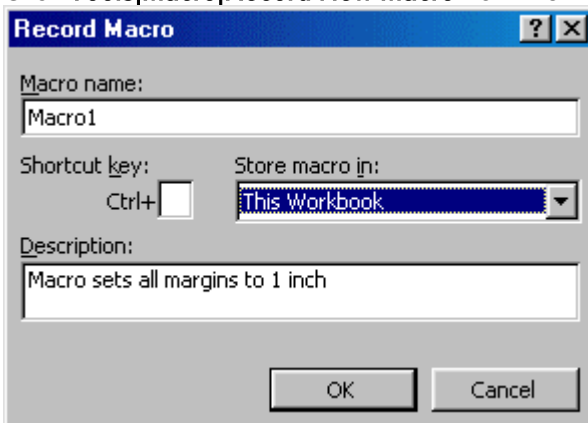 Record Macro
Macro name:
Macro1
Shortcut key: Store macro in:
Ctrl+ This Workbook
Description:
Macro sets all margins to 1 inch
OK Cancel